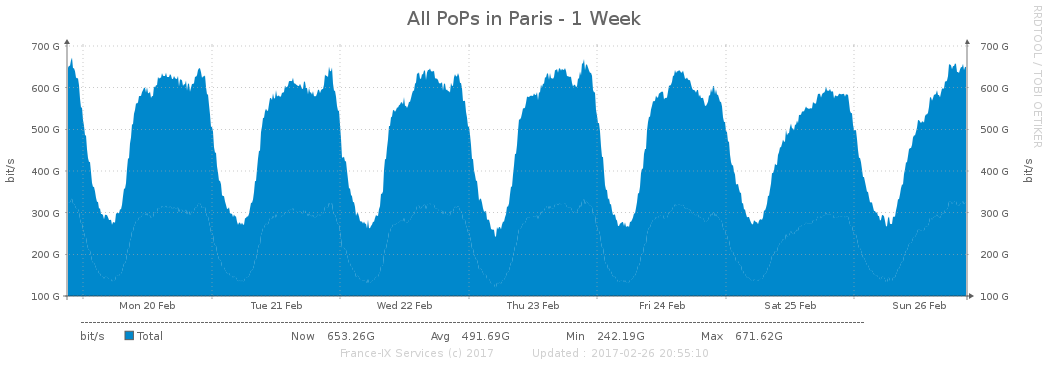 All PoPs in Paris - 1 Week
RRDTOOL / TOBI OETIKER
bit/s
bit/s
700 G 700 G
600 G 600 G
500 G 500 G
400 G 400 G
300 G 300 G
200 G 200 G
100 G 100 G
Mon 20 Feb Tue 21 Feb Wed 22 Feb Thu 23 Feb Fri 24 Feb Sat 25 Feb Sun 26 Feb
bit/s Total Now 653.26G Avg 491.69G Min 242.19G Max 671.62G
France-IX Services (c) 2017 Updated : 2017-02-26 20:55:10